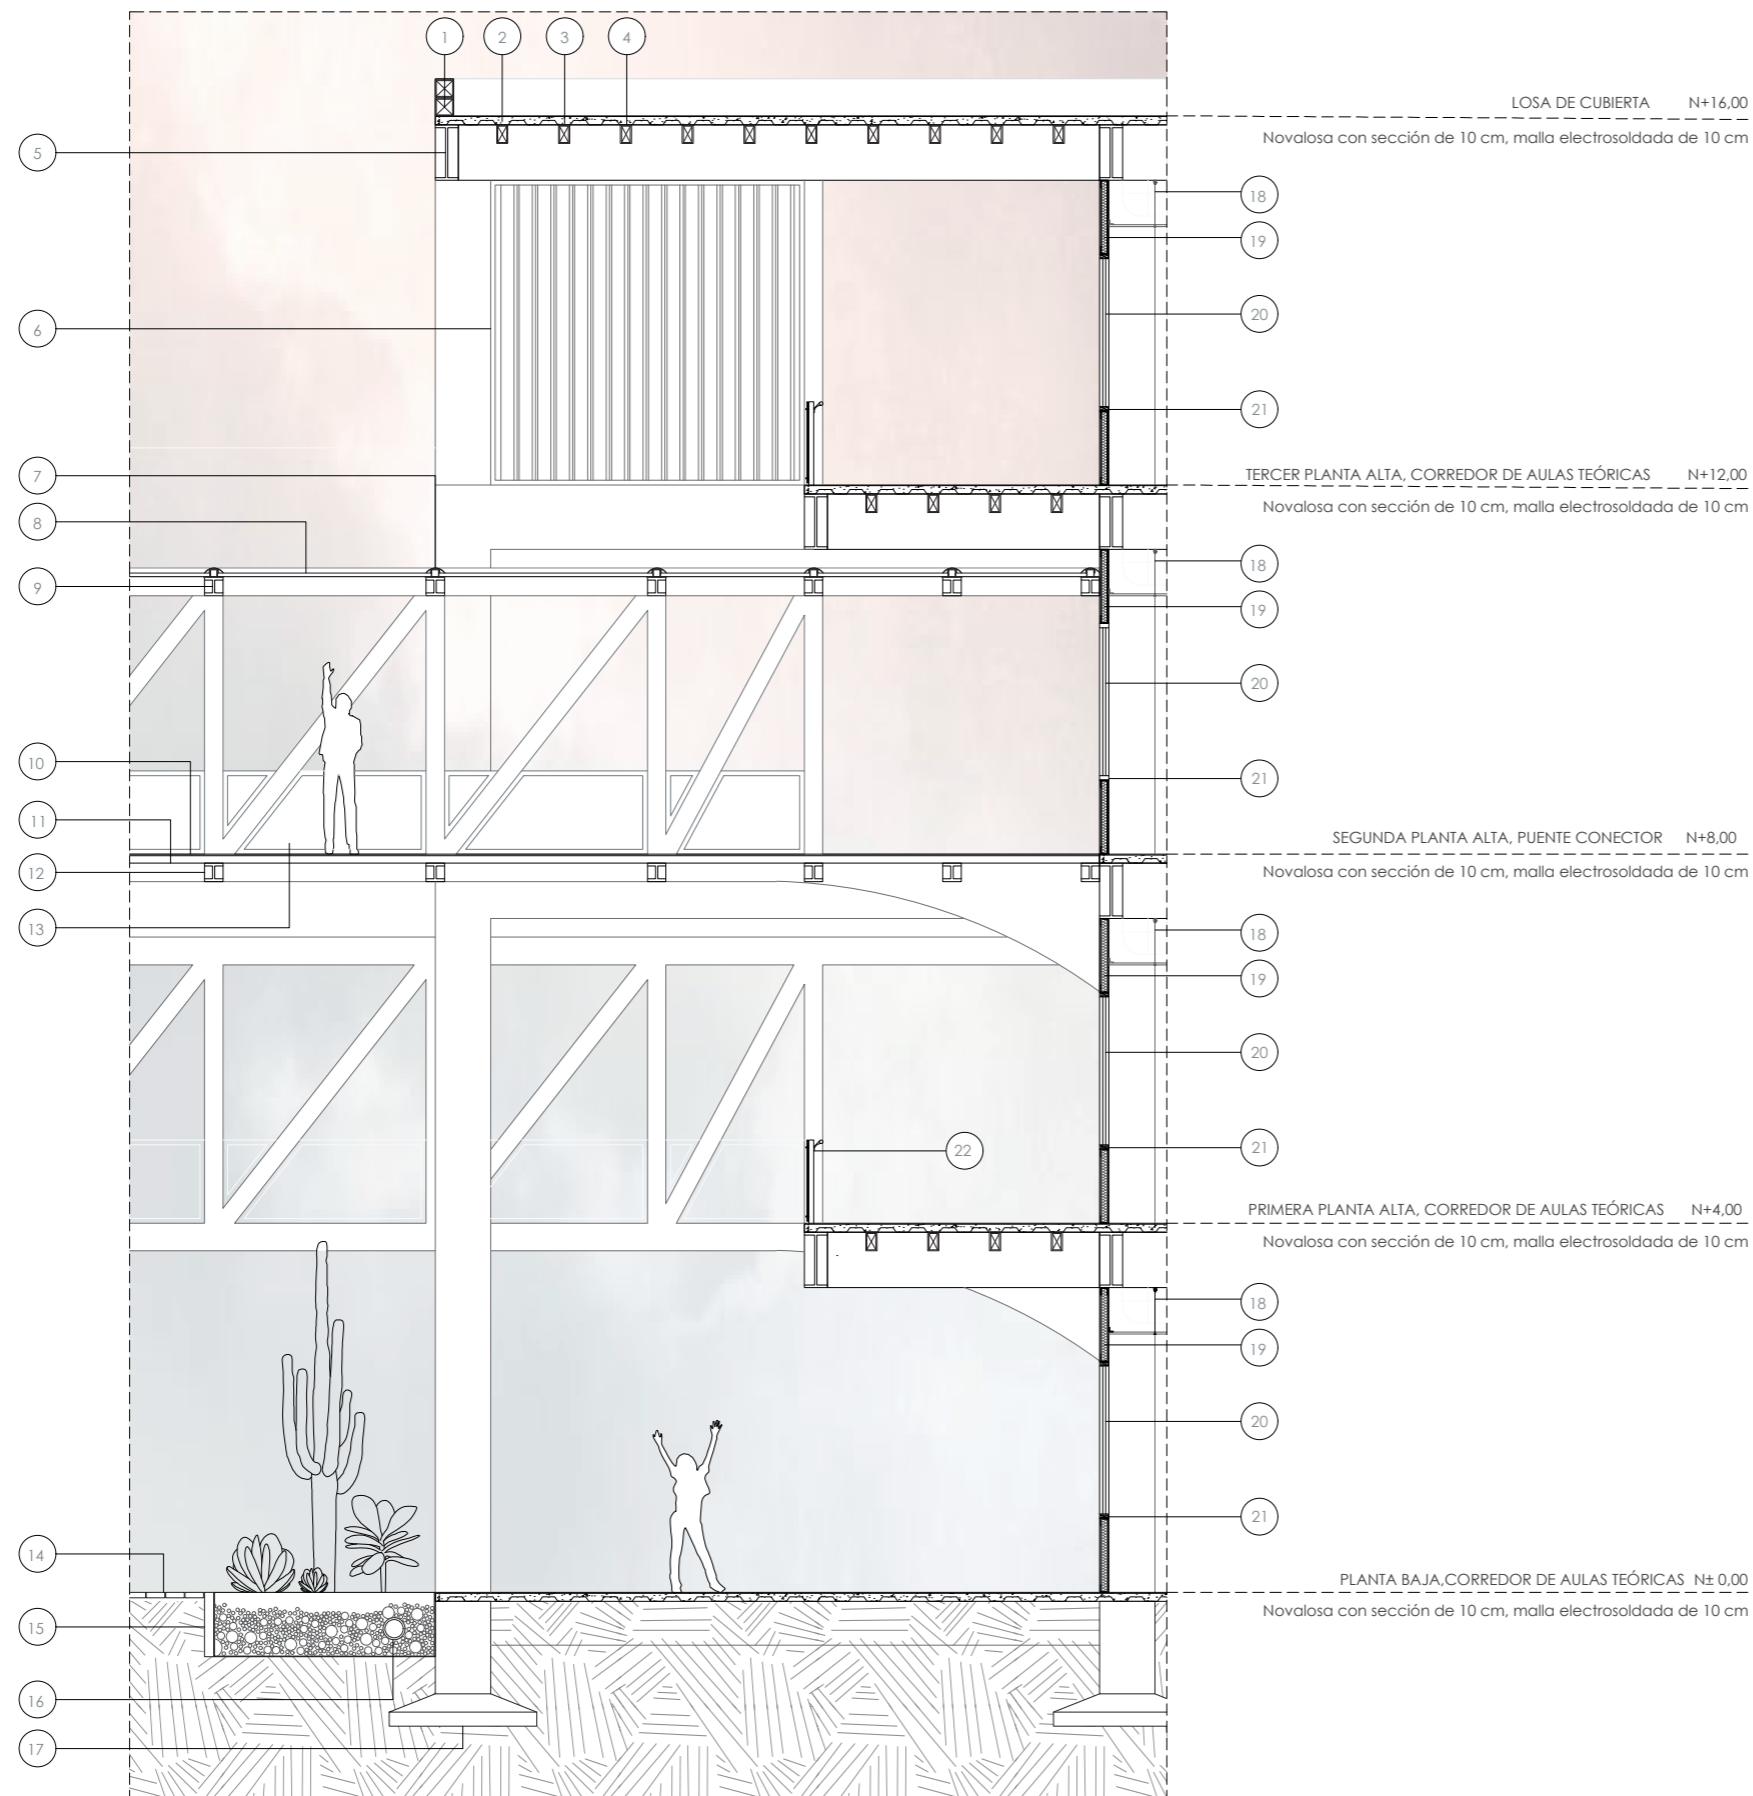 1 2 3 4
LOSA DE CUBIERTA N+16,00
Novalosa con sección de 10 cm, malla electrosoldada de 10 cm
5
18
19
20
6
21
7
TERCER PLANTA ALTA, CORREDOR DE AULAS TEÓRICAS N+12,00
Novalosa con sección de 10 cm, malla electrosoldada de 10 cm
8
18
9
19
20
10
21
11
SEGUNDA PLANTA ALTA, PUENTE CONECTOR N+8,00
Novalosa con sección de 10 cm, malla electrosoldada de 10 cm
12
13
18
19
20
21
22
PRIMERA PLANTA ALTA, CORREDOR DE AULAS TEÓRICAS N+4,00
Novalosa con sección de 10 cm, malla electrosoldada de 10 cm
18
19
20
21
14
PLANTA BAJA,CORREDOR DE AULAS TEÓRICAS N± 0,00
Novalosa con sección de 10 cm, malla electrosoldada de 10 cm
15
16
17